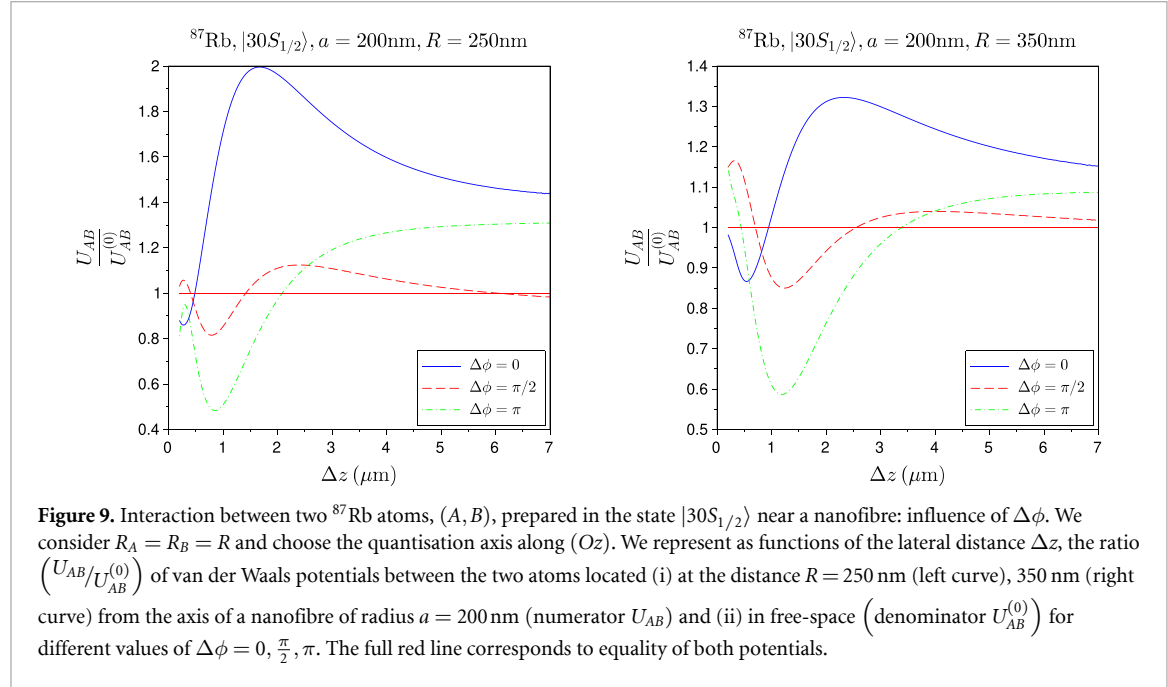 ⁸⁷Rb, |30S₁/₂⟩, a = 200nm, R = 250nm
2
1.8
1.6
1.4
1.2
1
0.8
0.6
0.4
U_AB / U_AB^(0)
0 1 2 3 4 5 6 7
Δz (μm)
Δϕ = 0
Δϕ = π/2
Δϕ = π
⁸⁷Rb, |30S₁/₂⟩, a = 200nm, R = 350nm
1.4
1.3
1.2
1.1
1
0.9
0.8
0.7
0.6
0.5
U_AB / U_AB^(0)
0 1 2 3 4 5 6 7
Δz (μm)
Δϕ = 0
Δϕ = π/2
Δϕ = π
Figure 9. Interaction between two ⁸⁷Rb atoms, (A, B), prepared in the state |30S₁/₂⟩ near a nanofibre: influence of Δϕ. We
consider R_A = R_B = R and choose the quantisation axis along (Oz). We represent as functions of the lateral distance Δz, the ratio
(U_AB/U_AB^(0)) of van der Waals potentials between the two atoms located (i) at the distance R = 250 nm (left curve), 350 nm (right
curve) from the axis of a nanofibre of radius a = 200 nm (numerator U_AB) and (ii) in free-space (denominator U_AB^(0)) for
different values of Δϕ = 0, π/2, π. The full red line corresponds to equality of both potentials.